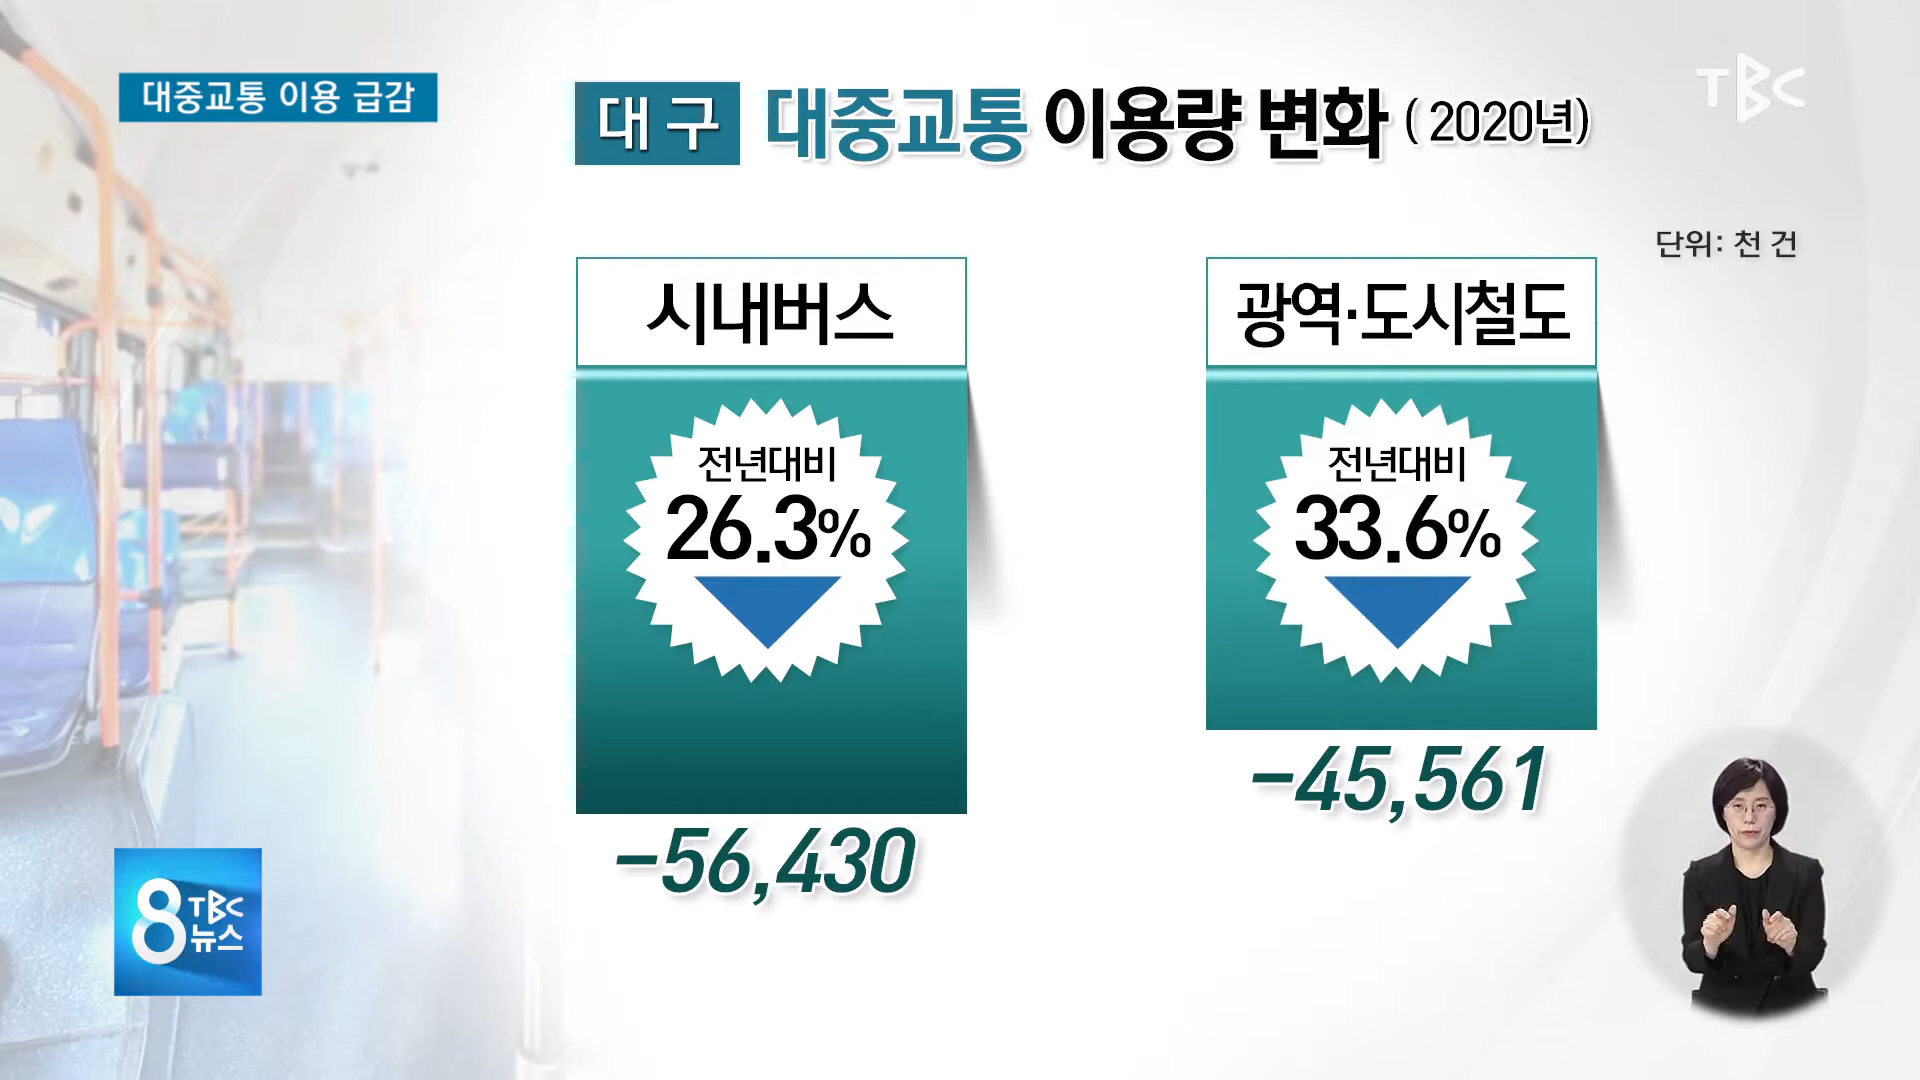 대중교통 이용 급감
대구 대중교통 이용량 변화 ( 2020년)
TBC
단위: 천 건
시내버스
전년대비
26.3%
-56,430
광역·도시철도
전년대비
33.6%
-45,561
8 TBC
뉴스